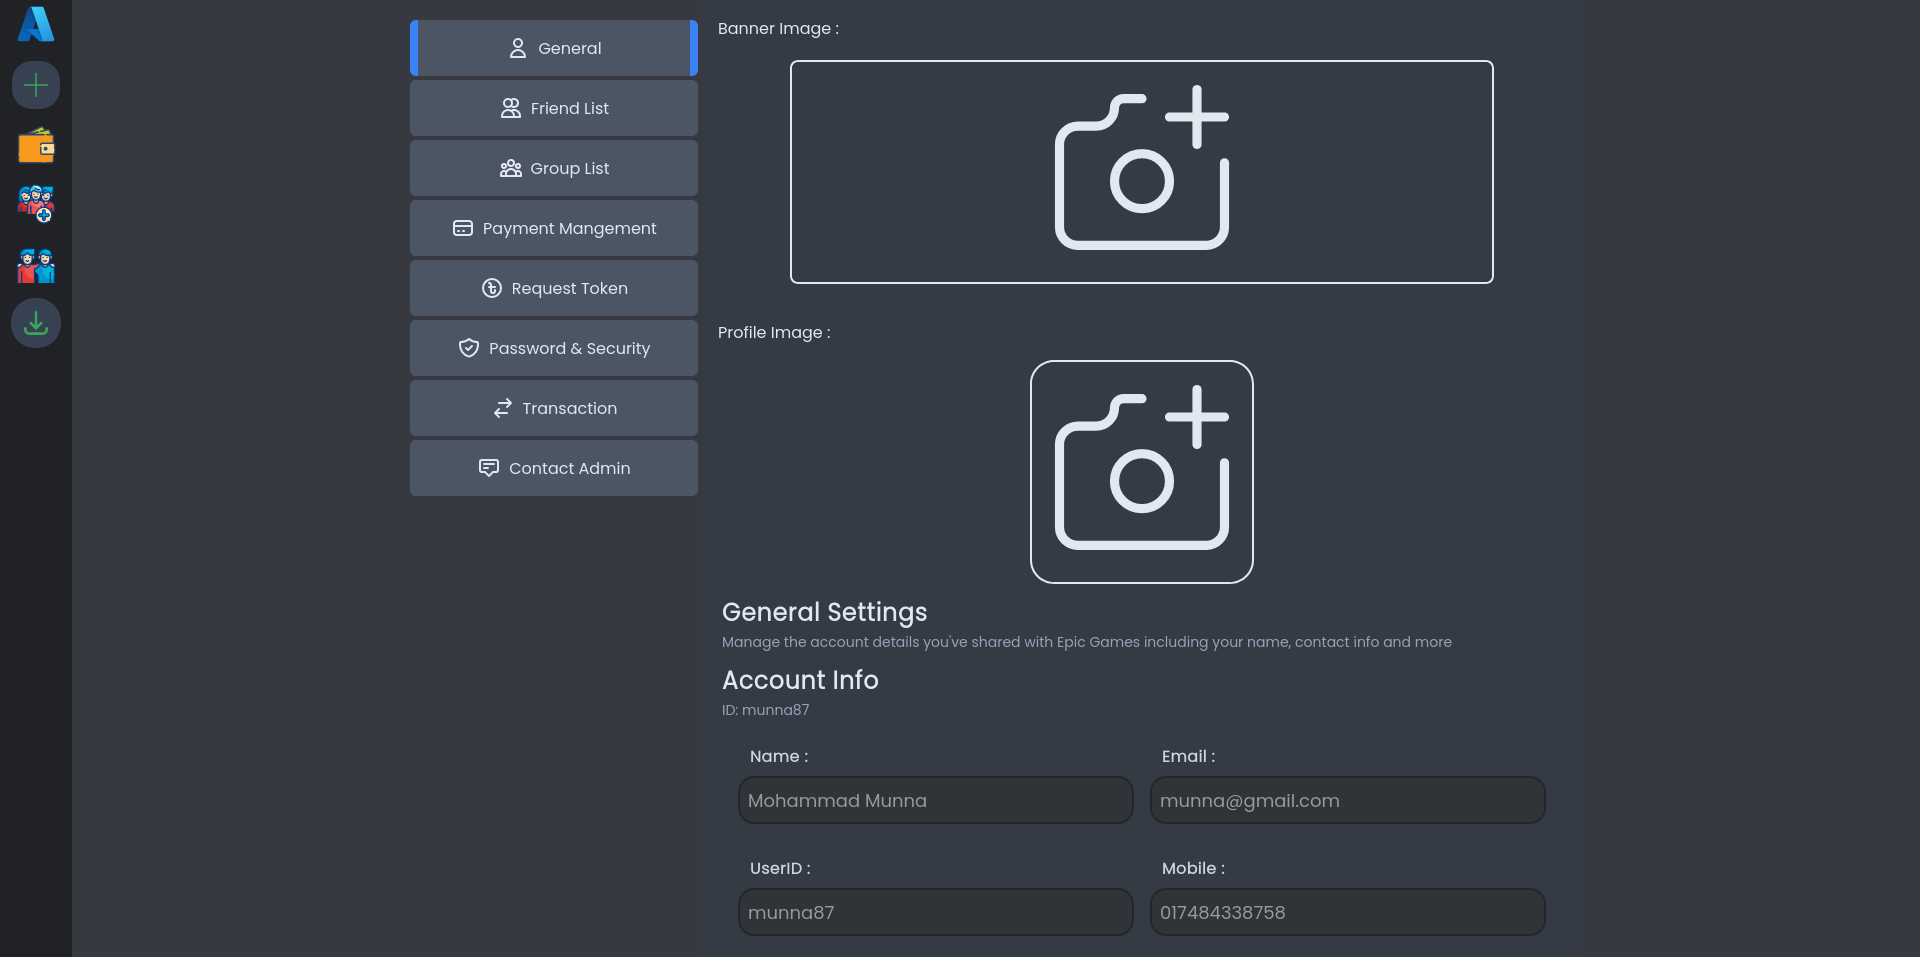 General
Friend List
Group List
Payment Mangement
Request Token
Password & Security
Transaction
Contact Admin
Banner Image :
Profile Image :
General Settings
Manage the account details you've shared with Epic Games including your name, contact info and more
Account Info
ID: munna87
Name :
Mohammad Munna
Email :
munna@gmail.com
UserID :
munna87
Mobile :
017484338758